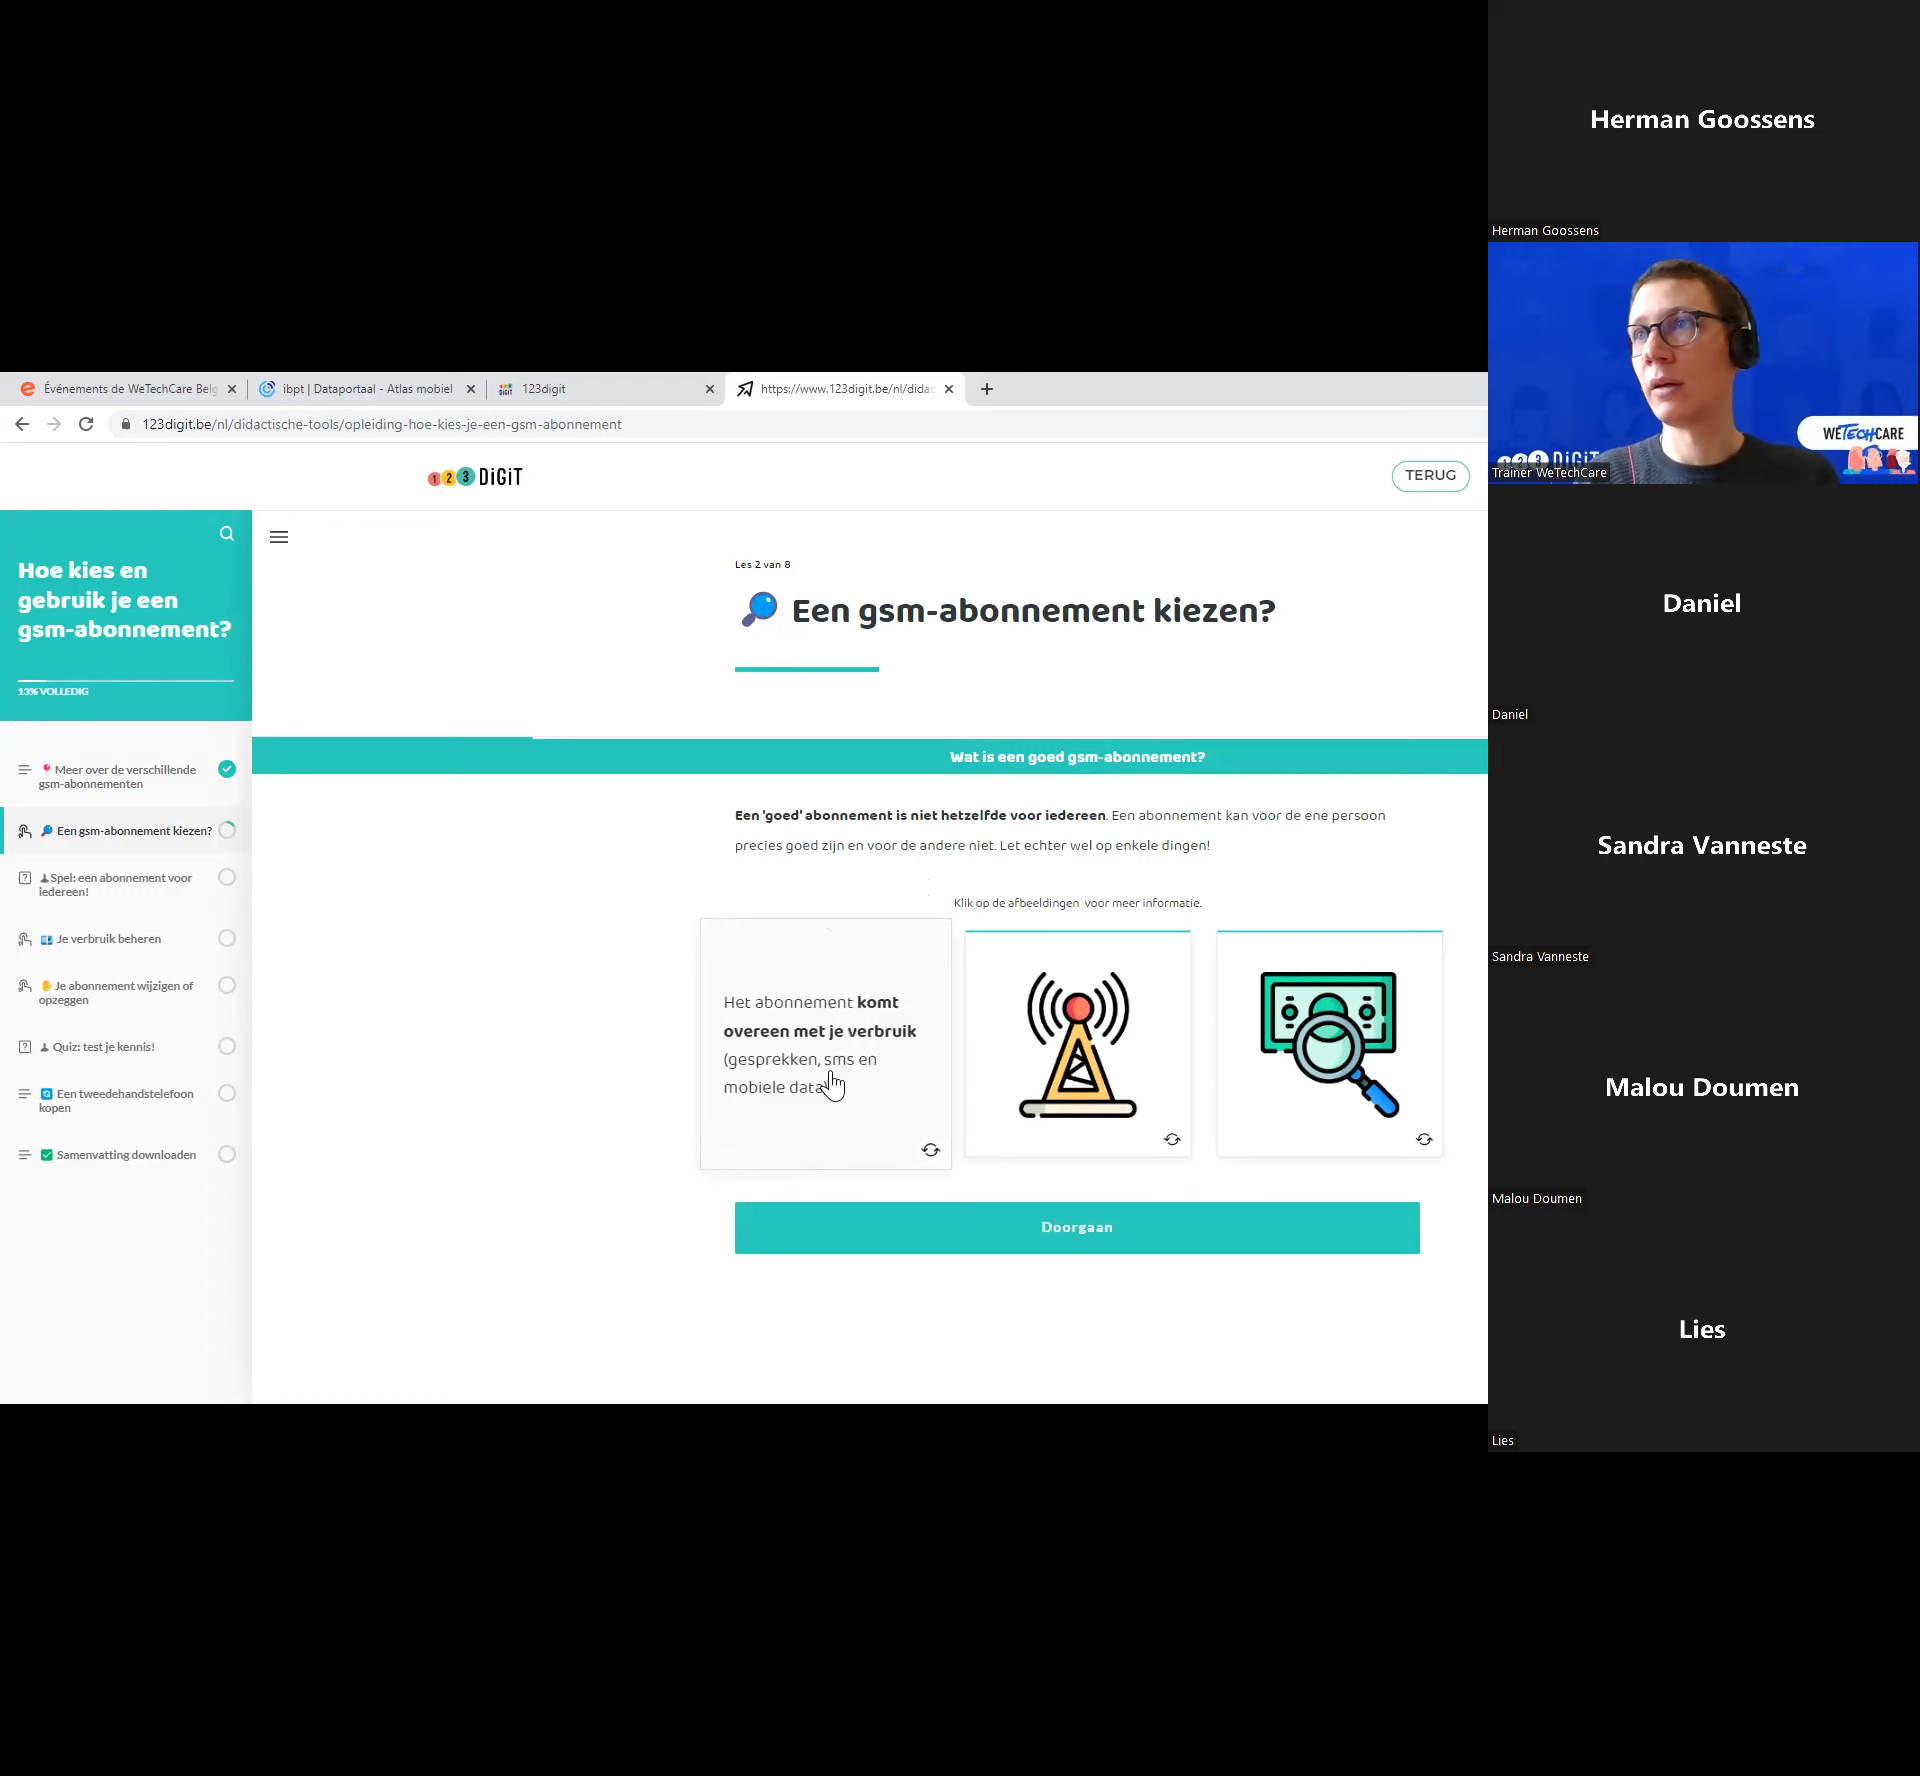 Événements de WeTechCare Belg
ibpt | Dataportaal - Atlas mobiel
123digit
https://www.123digit.be/nl/didac
123digit.be/nl/didactische-tools/opleiding-hoe-kies-je-een-gsm-abonnement
1 2 3 DiGiT
TERUG
Hoe kies en
gebruik je een
gsm-abonnement?
13% VOLLEDIG
Meer over de verschillende
gsm-abonnementen
Een gsm-abonnement kiezen?
Spel: een abonnement voor
iedereen!
Je verbruik beheren
Je abonnement wijzigen of
opzeggen
Quiz: test je kennis!
Een tweedehandstelefoon
kopen
Samenvatting downloaden
Les 2 van 8
Een gsm-abonnement kiezen?
Wat is een goed gsm-abonnement?
Een 'goed' abonnement is niet hetzelfde voor iedereen. Een abonnement kan voor de ene persoon
precies goed zijn en voor de andere niet. Let echter wel op enkele dingen!
Klik op de afbeeldingen voor meer informatie.
Het abonnement komt
overeen met je verbruik
(gesprekken, sms en
mobiele data
Doorgaan
Herman Goossens
Herman Goossens
WETECHCARE
1 2 3 DIGIT
Trainer WeTechCare
Daniel
Daniel
Sandra Vanneste
Sandra Vanneste
Malou Doumen
Malou Doumen
Lies
Lies